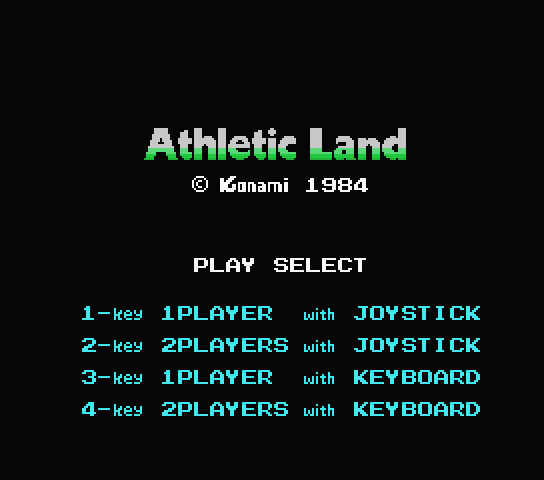 Athletic Land
© Konami 1984
PLAY SELECT
1-key 1PLAYER with JOYSTICK
2-key 2PLAYERS with JOYSTICK
3-key 1PLAYER with KEYBOARD
4-key 2PLAYERS with KEYBOARD